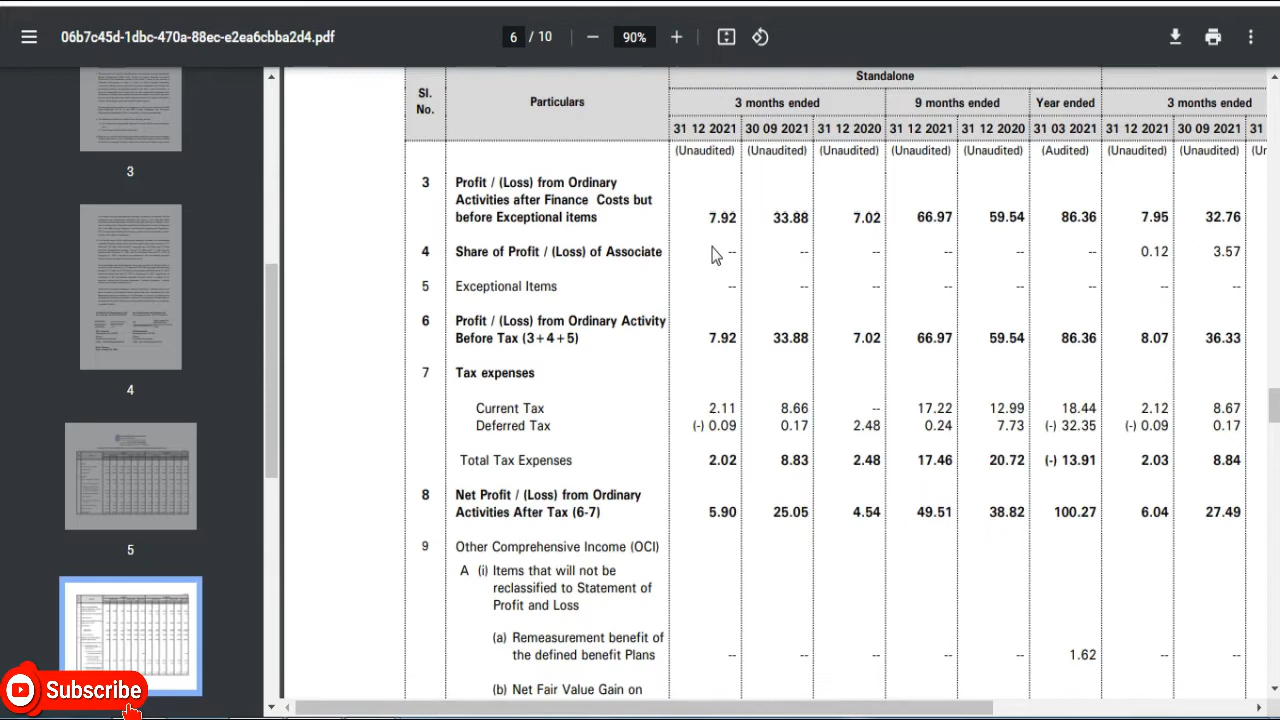 06b7c45d-1dbc-470a-88ec-e2ea6cbba2d4.pdf 6 / 10 90%
Standalone
Sl. No. Particulars 3 months ended 9 months ended Year ended 3 months ended
31 12 2021 30 09 2021 31 12 2020 31 12 2021 31 12 2020 31 03 2021 31 12 2021 30 09 2021 31
(Unaudited) (Unaudited) (Unaudited) (Unaudited) (Unaudited) (Audited) (Unaudited) (Unaudited) (Ur
3 Profit / (Loss) from Ordinary
Activities after Finance Costs but
before Exceptional items 7.92 33.88 7.02 66.97 59.54 86.36 7.95 32.76
4 Share of Profit / (Loss) of Associate -- -- -- -- -- -- 0.12 3.57
5 Exceptional Items -- -- -- -- -- -- -- --
6 Profit / (Loss) from Ordinary Activity
Before Tax (3+4+5) 7.92 33.88 7.02 66.97 59.54 86.36 8.07 36.33
7 Tax expenses
Current Tax 2.11 8.66 -- 17.22 12.99 18.44 2.12 8.67
Deferred Tax (-) 0.09 0.17 2.48 0.24 7.73 (-) 32.35 (-) 0.09 0.17
Total Tax Expenses 2.02 8.83 2.48 17.46 20.72 (-) 13.91 2.03 8.84
8 Net Profit / (Loss) from Ordinary
Activities After Tax (6-7) 5.90 25.05 4.54 49.51 38.82 100.27 6.04 27.49
9 Other Comprehensive Income (OCI)
A (i) Items that will not be
reclassified to Statement of
Profit and Loss
(a) Remeasurement benefit of
the defined benefit Plans -- -- -- -- -- 1.62 -- --
(b) Net Fair Value Gain on
3
4
5
Subscribe